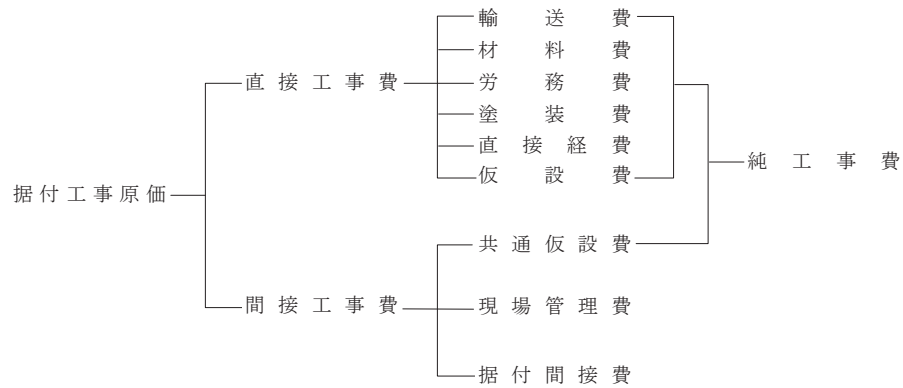 輸送費
材料費
直接工事費
労務費
塗装費
直接経費
純工事費
仮設費
据付工事原価
共通仮設費
間接工事費
現場管理費
据付間接費